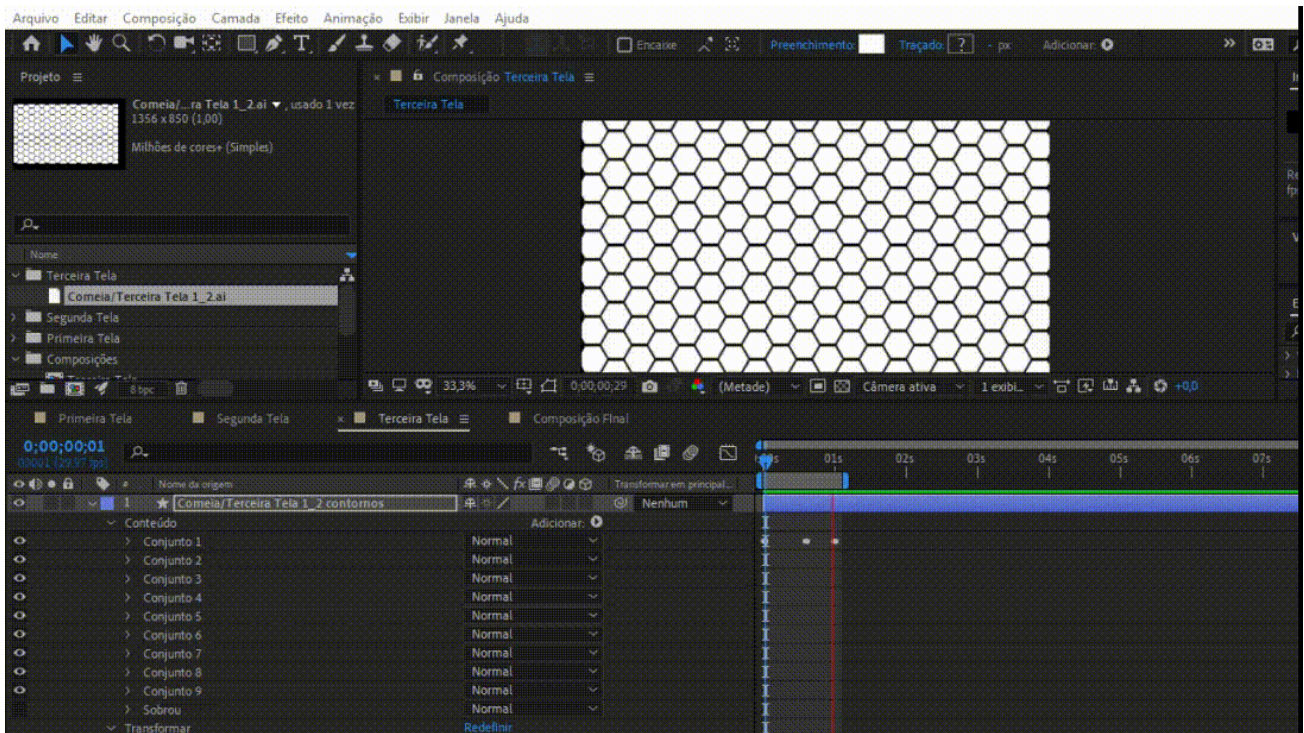 Arquivo Editar Composição Camada Efeito Animação Exibir Janela Ajuda
Encaixe Preenchimento: Traçado: ? - px Adicionar:
Projeto
Composição Terceira Tela
Comeia/...ra Tela 1_2.ai , usado 1 vez
1356 x 850 (1,00)
Milhões de cores+ (Simples)
Terceira Tela
Nome
Terceira Tela
Comeia/Terceira Tela 1_2.ai
Segunda Tela
Primeira Tela
Composições
8 bpc
33,3% 0;00;00;29 (Metade) Câmera ativa 1 exibi... +0,0
Primeira Tela Segunda Tela Terceira Tela Composição FInal
0;00;00;01
00001 (29.97 fps)
01s 02s 03s 04s 05s 06s 07s
# Nome da origem fx Transformar em principal...
1 Comeia/Terceira Tela 1_2 contornos Nenhum
Conteúdo Adicionar:
Conjunto 1 Normal
Conjunto 2 Normal
Conjunto 3 Normal
Conjunto 4 Normal
Conjunto 5 Normal
Conjunto 6 Normal
Conjunto 7 Normal
Conjunto 8 Normal
Conjunto 9 Normal
Sobrou Normal
Transformar Redefinir